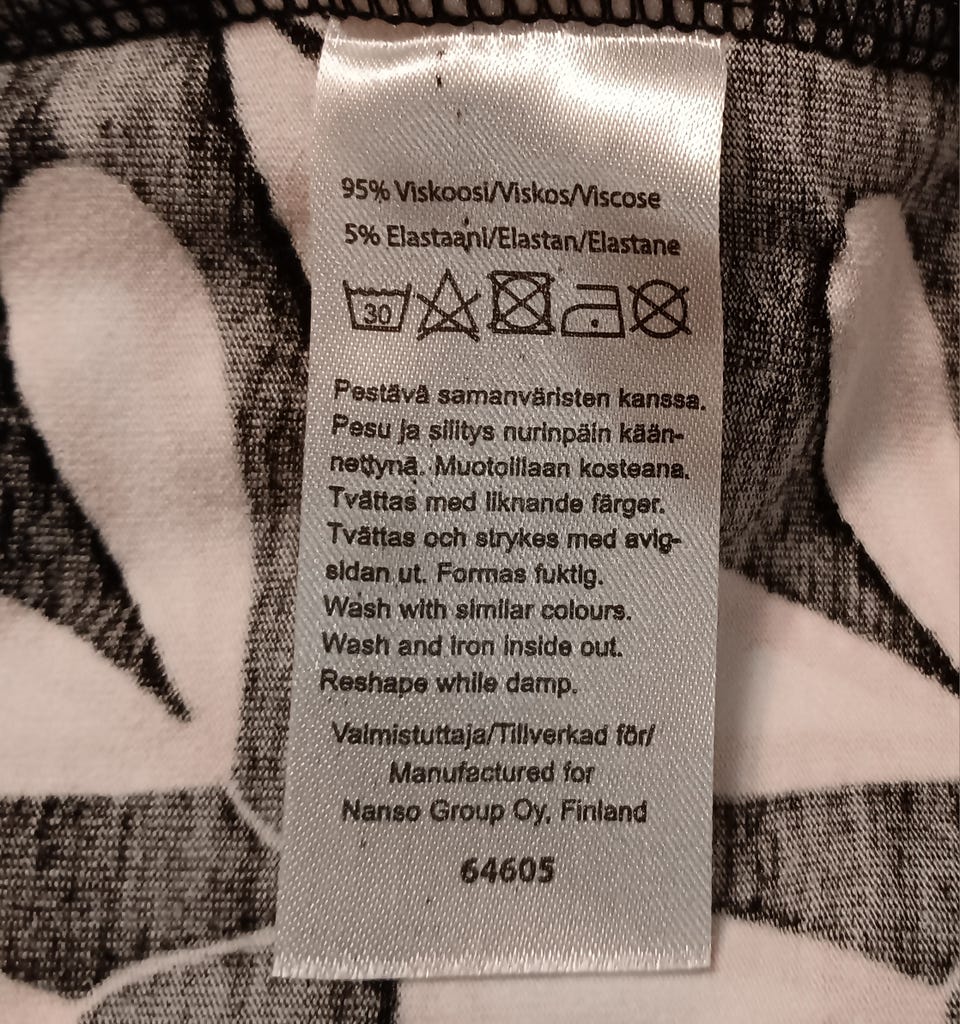 95% Viskoosi/Viskos/Viscose
5% Elastaani/Elastan/Elastane
30
Pestävä samanväristen kanssa.
Pesu ja silitys nurinpäin kään-
nettynä. Muotoillaan kosteana.
Tvättas med liknande färger.
Tvättas och strykes med avig-
sidan ut. Formas fuktig.
Wash with similar colours.
Wash and iron inside out.
Reshape while damp.
Valmistuttaja/Tillverkad för/
Manufactured for
Nanso Group Oy, Finland
64605